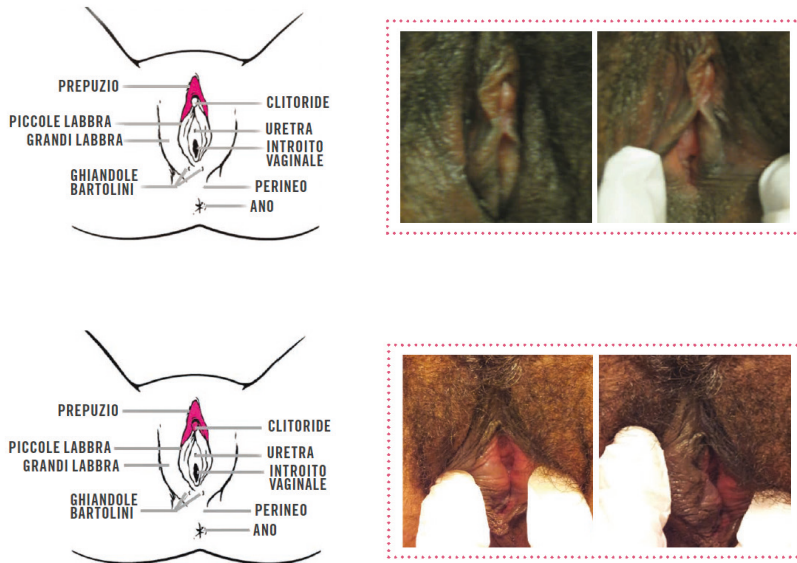 PREPUZIO
CLITORIDE
PICCOLE LABBRA
GRANDI LABBRA
URETRA
INTROITO
VAGINALE
GHIANDOLE
BARTOLINI
PERINEO
ANO
PREPUZIO
CLITORIDE
PICCOLE LABBRA
GRANDI LABBRA
URETRA
INTROITO
VAGINALE
GHIANDOLE
BARTOLINI
PERINEO
ANO